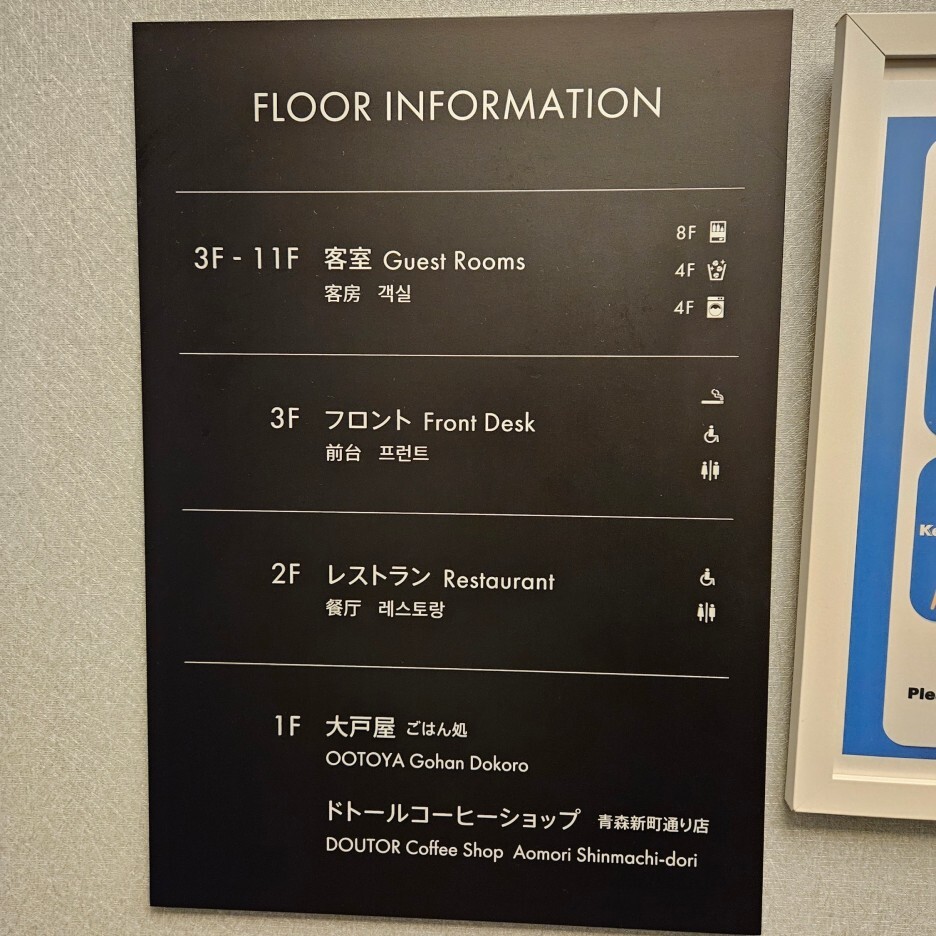 FLOOR INFORMATION
3F - 11F 客室 Guest Rooms
客房 객실
8F
4F
4F
3F フロント Front Desk
前台 프런트
2F レストラン Restaurant
餐厅 레스토랑
1F 大戸屋 ごはん処
OOTOYA Gohan Dokoro
ドトールコーヒーショップ 青森新町通り店
DOUTOR Coffee Shop Aomori Shinmachi-dori